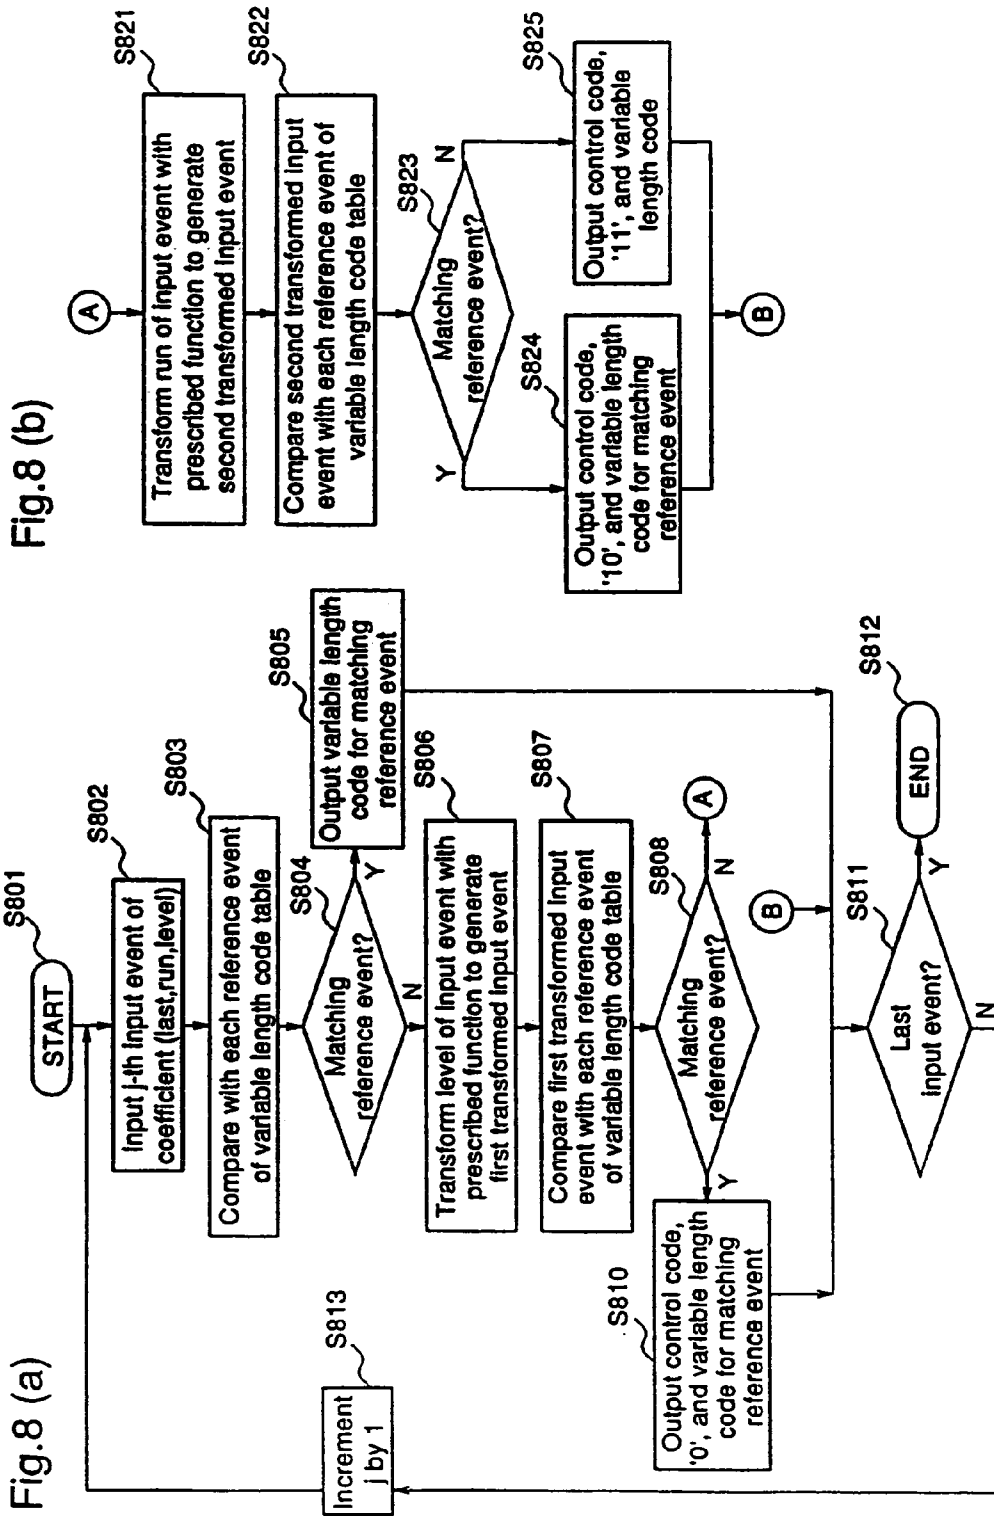 Fig.8 (a)
START
S801
Input j-th input event of
coefficient (last,run,level)
S802
Compare with each reference event
of variable length code table
S803
Matching
reference event?
S804
Y
N
Output variable length
code for matching
reference event
S805
Transform level of input event with
prescribed function to generate
first transformed input event
S806
Compare first transformed input
event with each reference event
of variable length code table
S807
Matching
reference event?
S808
Y
N
A
Output control code,
'0', and variable length
code for matching
reference event
S810
B
Last
input event?
S811
Y
N
END
S812
Increment
j by 1
S813
Fig.8 (b)
A
Transform run of input event with
prescribed function to generate
second transformed input event
S821
Compare second transformed input
event with each reference event of
variable length code table
S822
Matching
reference event?
S823
Y
N
Output control code,
'10', and variable length
code for matching
reference event
S824
Output control code,
'11', and variable
length code
S825
B